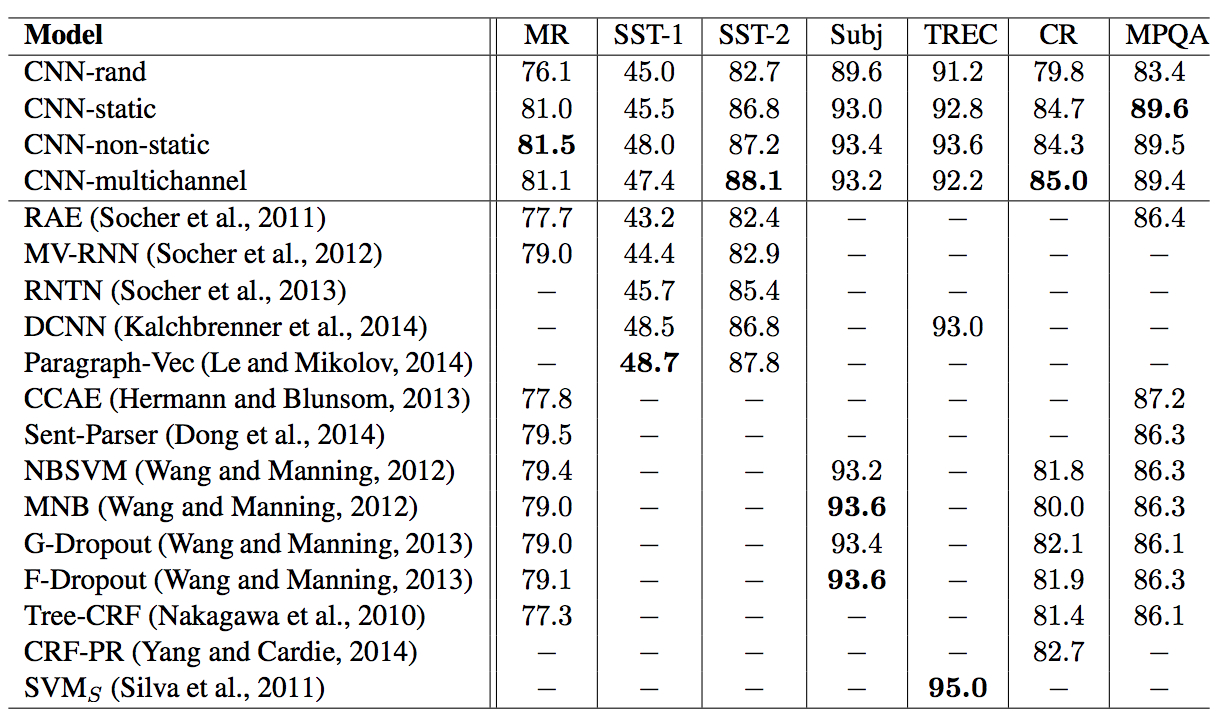 Model MR SST-1 SST-2 Subj TREC CR MPQA
CNN-rand 76.1 45.0 82.7 89.6 91.2 79.8 83.4
CNN-static 81.0 45.5 86.8 93.0 92.8 84.7 89.6
CNN-non-static 81.5 48.0 87.2 93.4 93.6 84.3 89.5
CNN-multichannel 81.1 47.4 88.1 93.2 92.2 85.0 89.4
RAE (Socher et al., 2011) 77.7 43.2 82.4 — — — 86.4
MV-RNN (Socher et al., 2012) 79.0 44.4 82.9 — — — —
RNTN (Socher et al., 2013) — 45.7 85.4 — — — —
DCNN (Kalchbrenner et al., 2014) — 48.5 86.8 — 93.0 — —
Paragraph-Vec (Le and Mikolov, 2014) — 48.7 87.8 — — — —
CCAE (Hermann and Blunsom, 2013) 77.8 — — — — — 87.2
Sent-Parser (Dong et al., 2014) 79.5 — — — — — 86.3
NBSVM (Wang and Manning, 2012) 79.4 — — 93.2 — 81.8 86.3
MNB (Wang and Manning, 2012) 79.0 — — 93.6 — 80.0 86.3
G-Dropout (Wang and Manning, 2013) 79.0 — — 93.4 — 82.1 86.1
F-Dropout (Wang and Manning, 2013) 79.1 — — 93.6 — 81.9 86.3
Tree-CRF (Nakagawa et al., 2010) 77.3 — — — — 81.4 86.1
CRF-PR (Yang and Cardie, 2014) — — — — — 82.7 —
SVMS (Silva et al., 2011) — — — — 95.0 — —